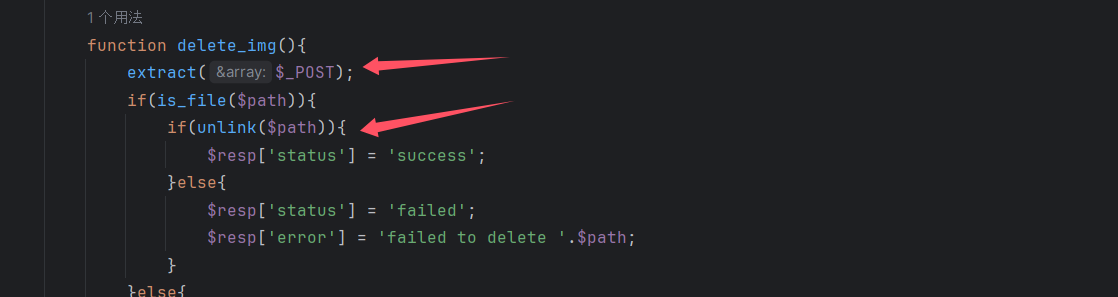 1 个用法
function delete_img(){
extract( &array: $_POST);
if(is_file($path)){
if(unlink($path)){
$resp['status'] = 'success';
}else{
$resp['status'] = 'failed';
$resp['error'] = 'failed to delete '.$path;
}
}else{